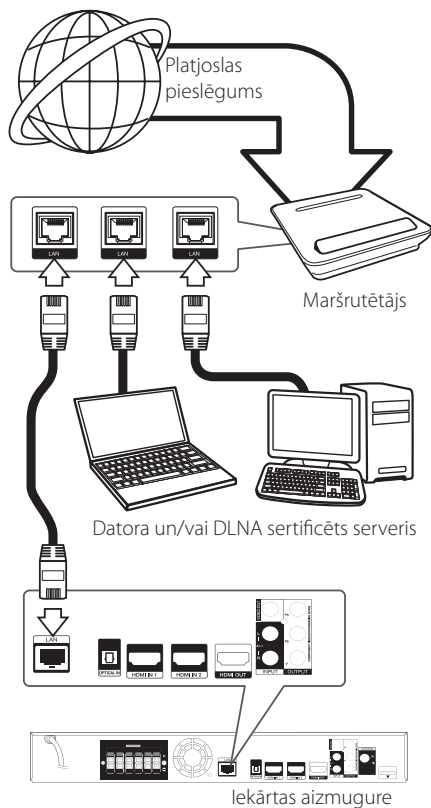 Platjoslas
pieslēgums
LAN
LAN
LAN
Maršrutētājs
Datora un/vai DLNA sertificēts serveris
LAN
OPTICAL IN
HDMI IN 1
HDMI IN 2
HDMI OUT
INPUT
OUTPUT
Iekārtas aizmugure